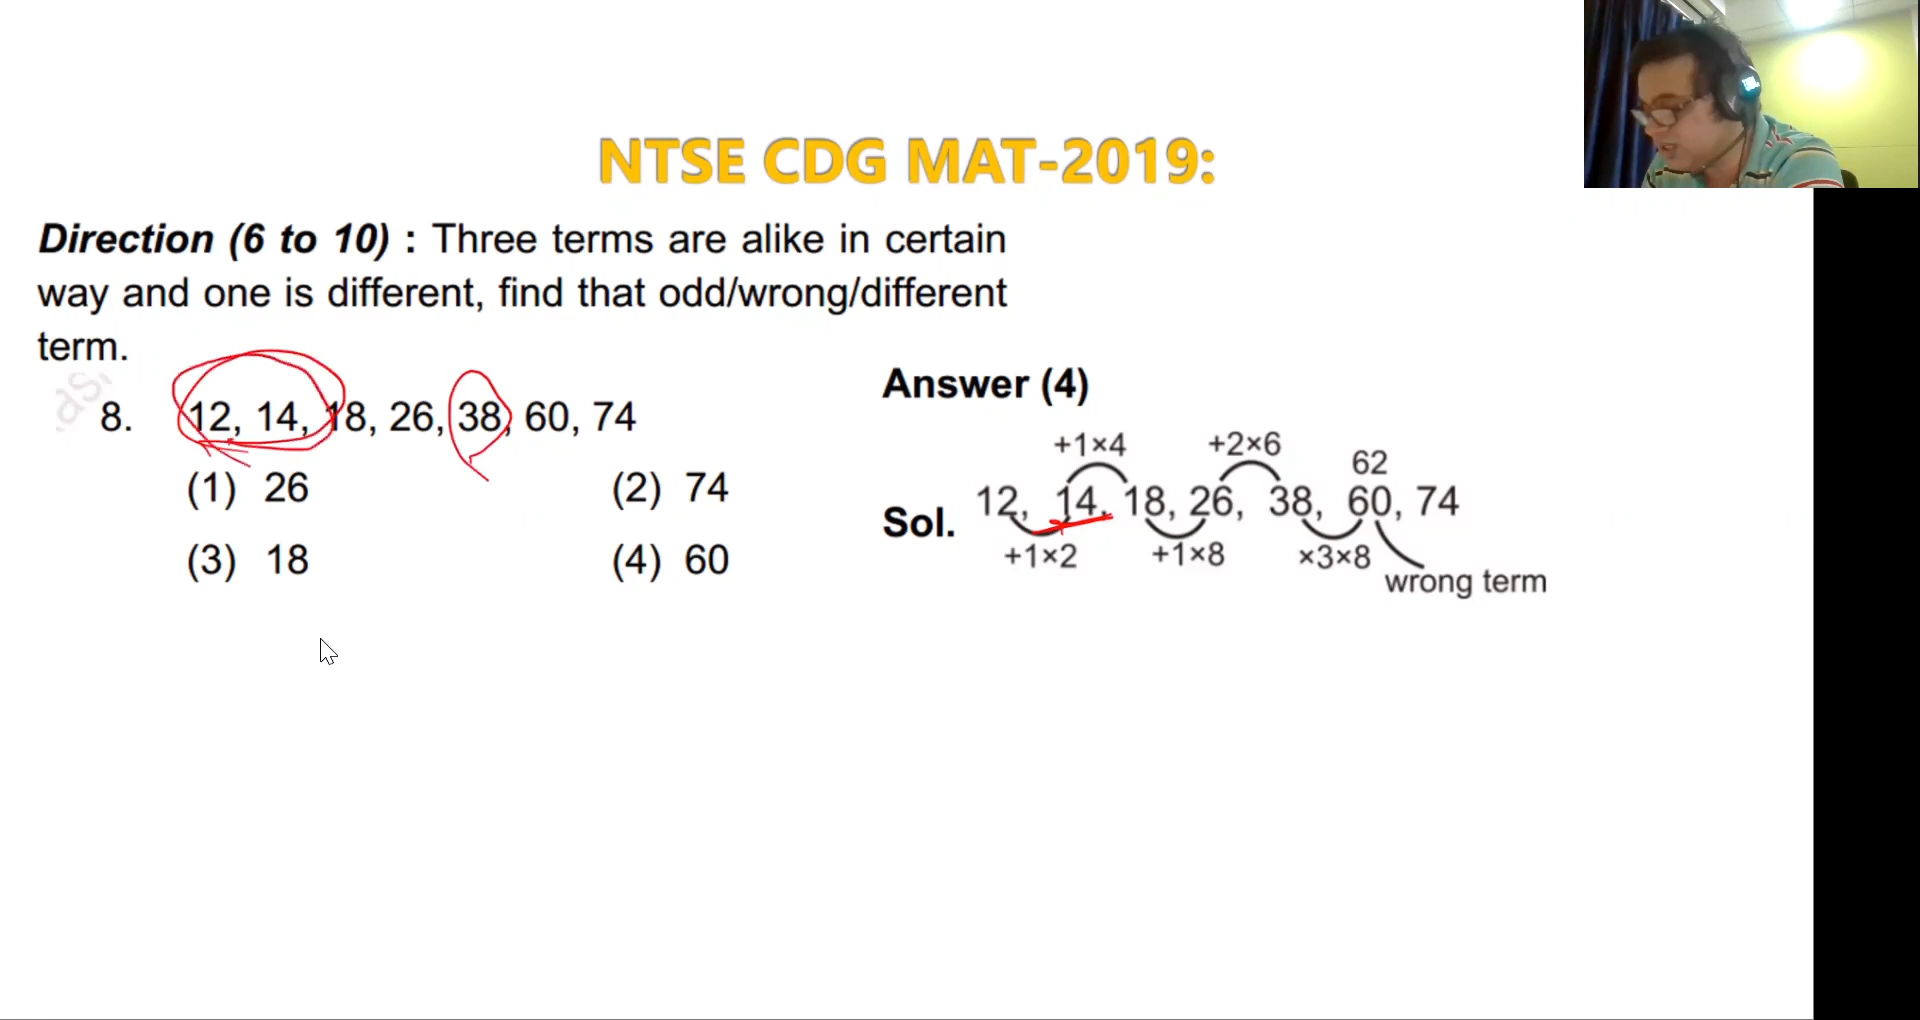 NTSE CDG MAT-2019:
Direction (6 to 10) : Three terms are alike in certain
way and one is different, find that odd/wrong/different
term.
8. 12, 14, 18, 26, 38, 60, 74
(1) 26 (2) 74
(3) 18 (4) 60
Answer (4)
+1×4 +2×6 62
Sol. 12, 14, 18, 26, 38, 60, 74
+1×2 +1×8 ×3×8
wrong term